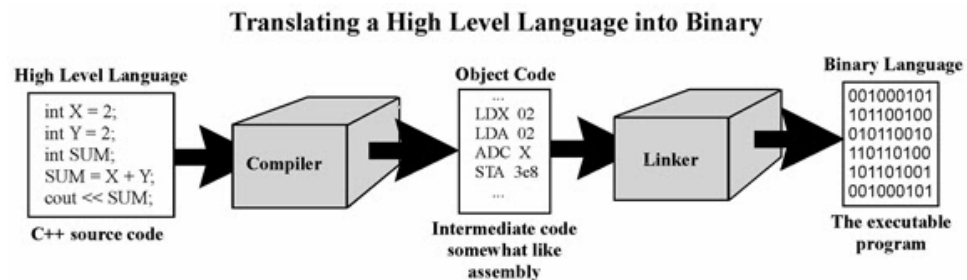 Translating a High Level Language into Binary
High Level Language
int X = 2;
int Y = 2;
int SUM;
SUM = X + Y;
cout << SUM;
C++ source code
Compiler
Object Code
...
LDX 02
LDA 02
ADC X
STA 3e8
...
Intermediate code
somewhat like
assembly
Linker
Binary Language
001000101
101100100
010110010
110110100
101101001
001000101
The executable
program